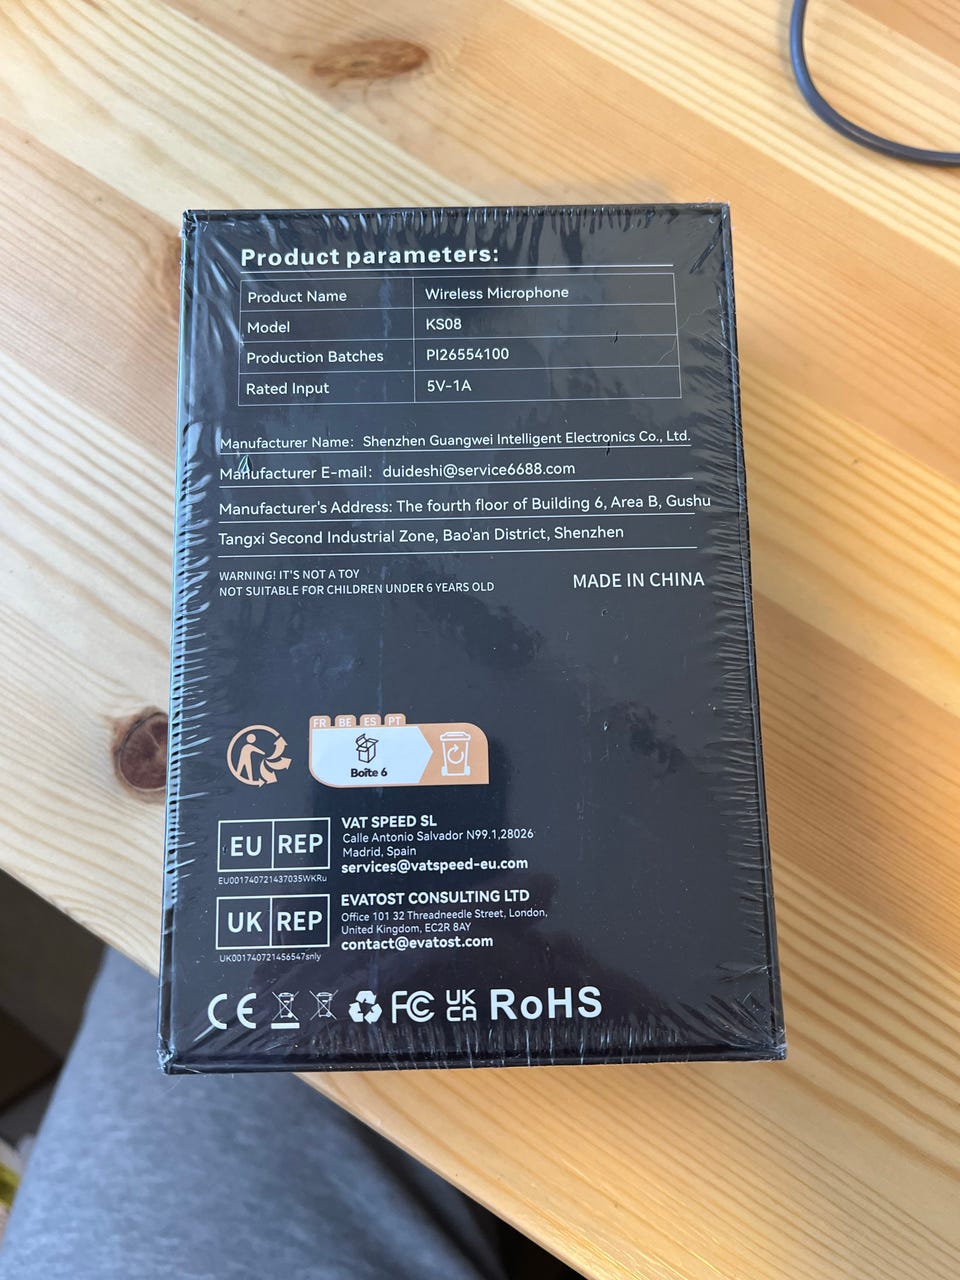 Product parameters:
Product Name Wireless Microphone
Model KS08
Production Batches PI26554100
Rated Input 5V-1A
Manufacturer Name: Shenzhen Guangwei Intelligent Electronics Co., Ltd.
Manufacturer E-mail: duideshi@service6688.com
Manufacturer's Address: The fourth floor of Building 6, Area B, Gushu
Tangxi Second Industrial Zone, Bao'an District, Shenzhen
WARNING! IT'S NOT A TOY
NOT SUITABLE FOR CHILDREN UNDER 6 YEARS OLD
MADE IN CHINA
FR BE ES PT
Boîte 6
EU REP
EU001740721437035WKRu
VAT SPEED SL
Calle Antonio Salvador N99.1,28026
Madrid, Spain
services@vatspeed-eu.com
UK REP
UK001740721456547snly
EVATOST CONSULTING LTD
Office 101 32 Threadneedle Street, London,
United Kingdom, EC2R 8AY
contact@evatost.com
CE FC UK CA RoHS